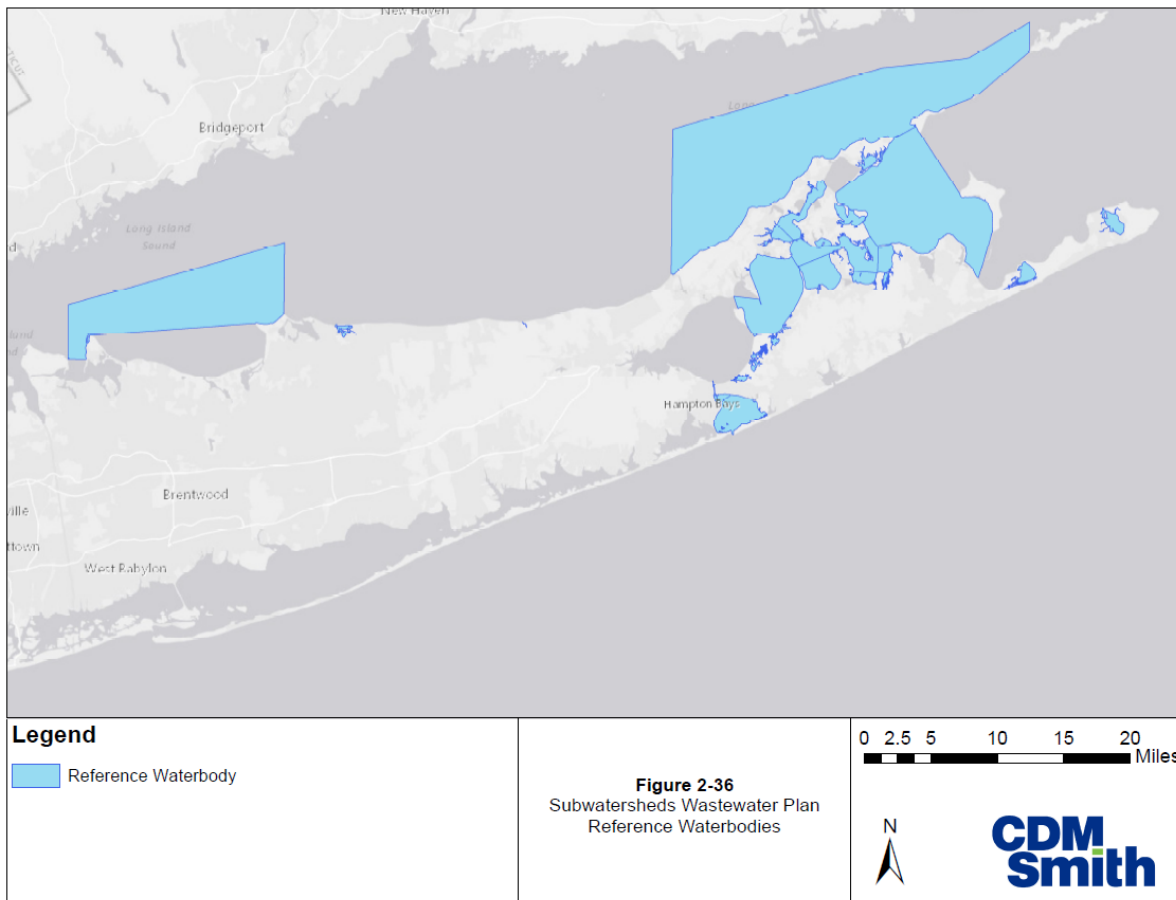 New Haven
Bridgeport
Long Island
Sound
Hampton Bays
Brentwood
West Babylon
Legend
Reference Waterbody
Figure 2-36
Subwatersheds Wastewater Plan
Reference Waterbodies
0 2.5 5 10 15 20
Miles
N
CDM
Smith